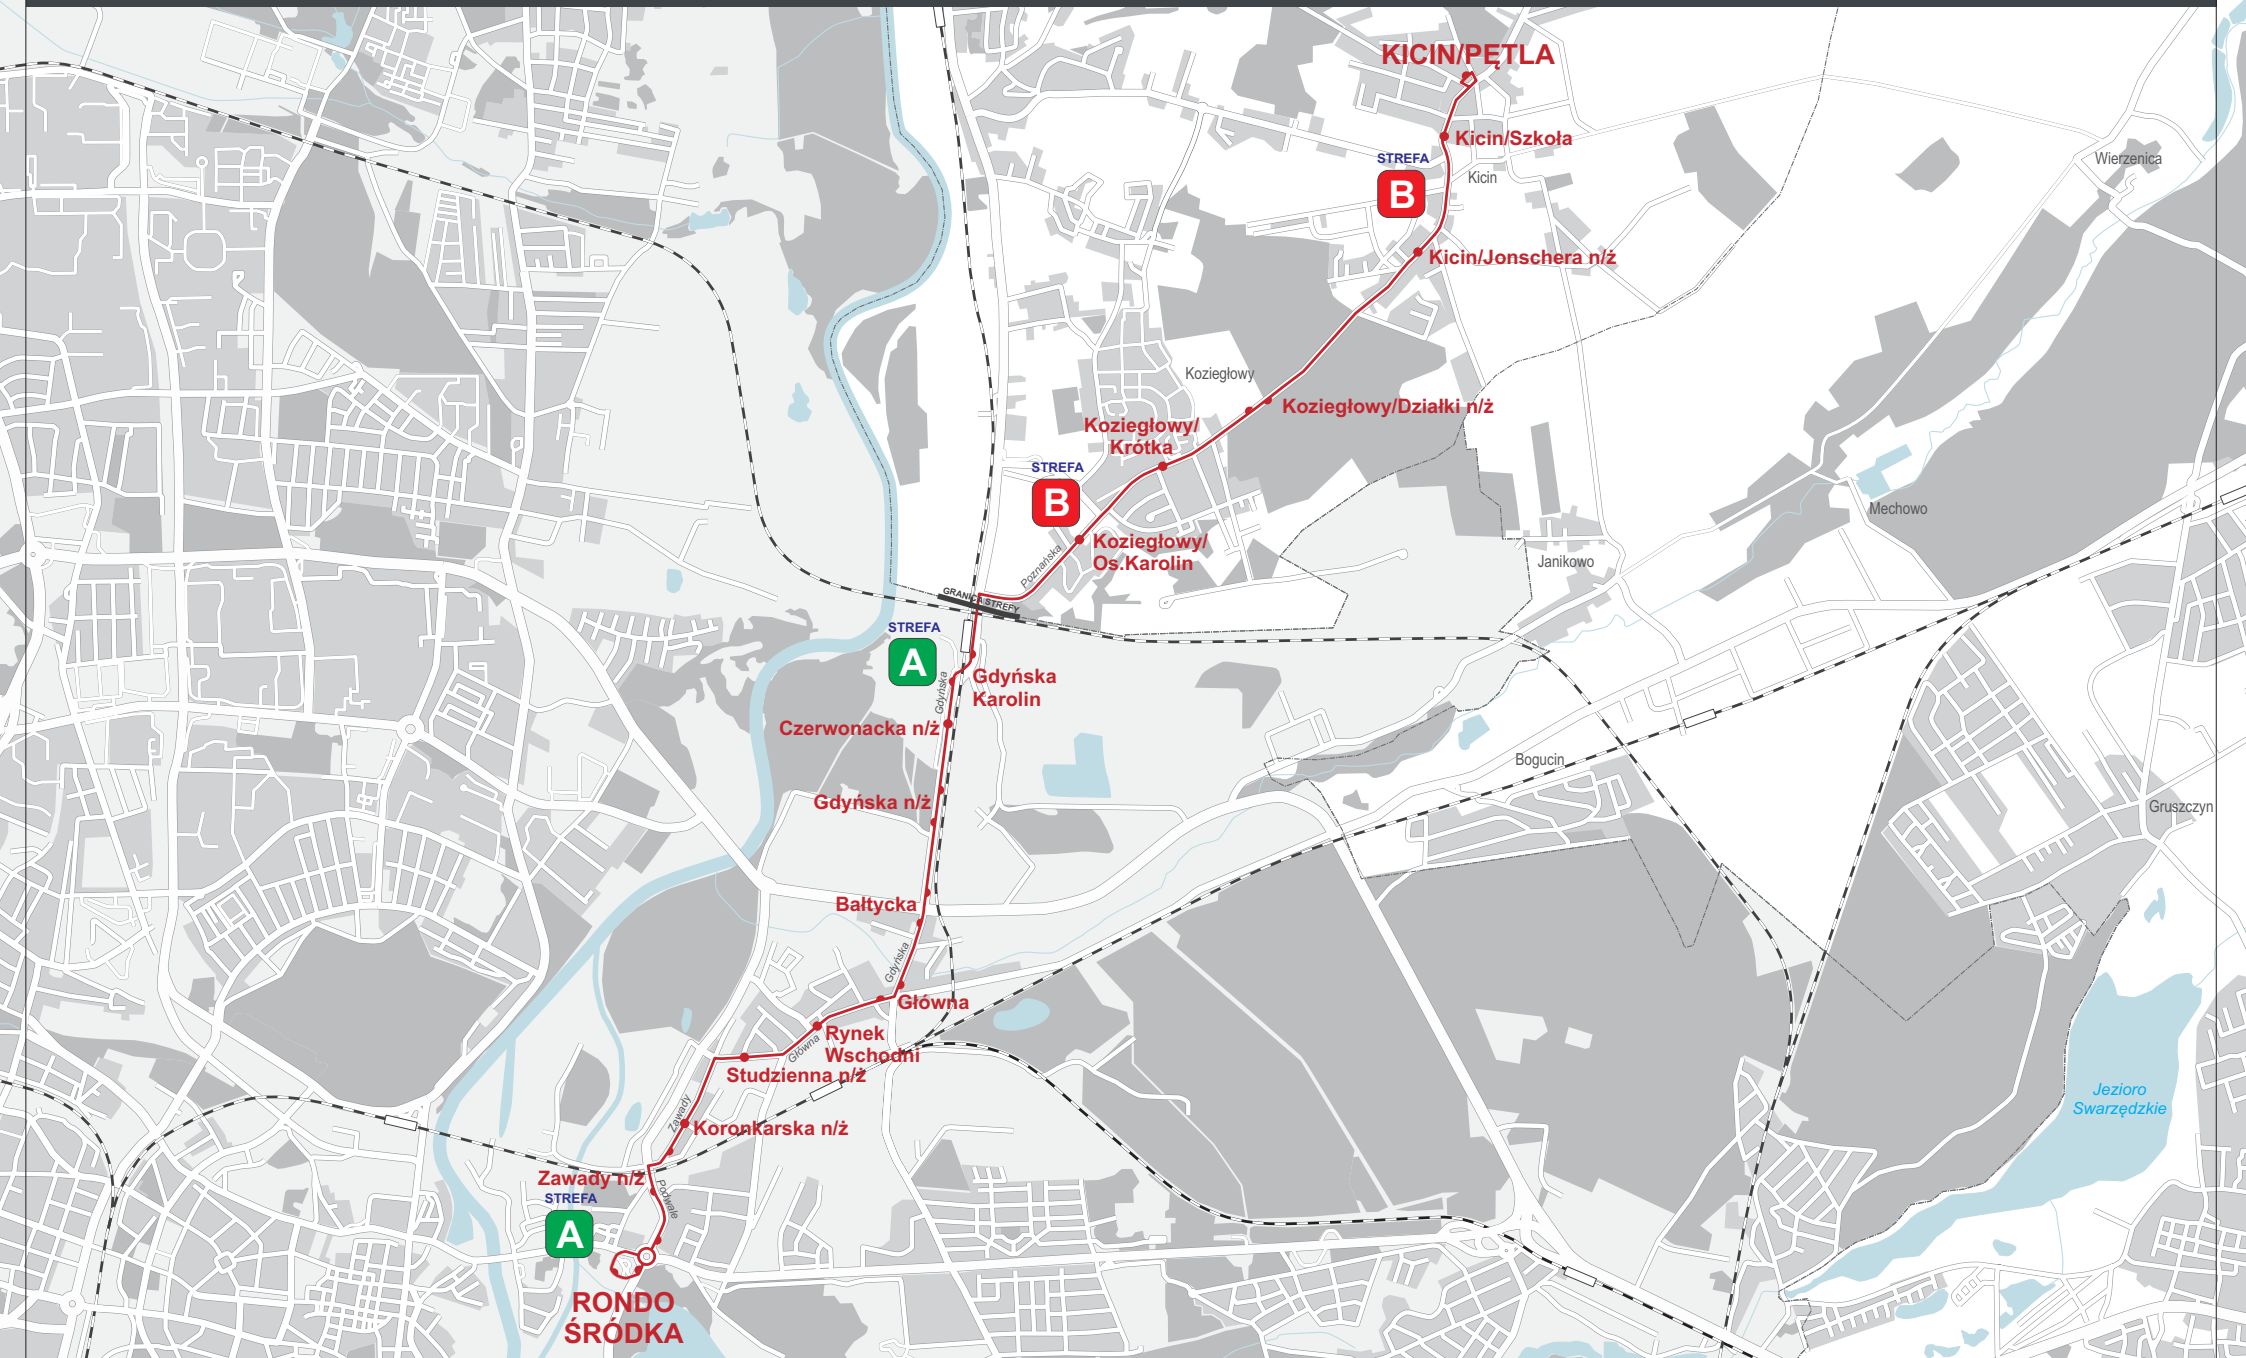 KICIN/PĘTLA
Kicin/Szkoła
STREFA
B
Kicin
Wierzenica
Kicin/Jonschera n/ż
Koziegłowy
Koziegłowy/Działki n/ż
Koziegłowy/
Krótka
STREFA
B
Mechowo
Koziegłowy/
Os.Karolin
Poznańska
Janikowo
GRANICA STREFY
STREFA
A
Gdyńska
Karolin
Gdyńska
Czerwonacka n/ż
Bogucin
Gdyńska n/ż
Gruszczyn
Bałtycka
Gdyńska
Główna
Rynek
Wschodni
Główna
Studzienna n/ż
Jezioro
Swarzędzkie
Zawady
Koronkarska n/ż
Zawady n/ż
Podwale
STREFA
A
RONDO
ŚRÓDKA